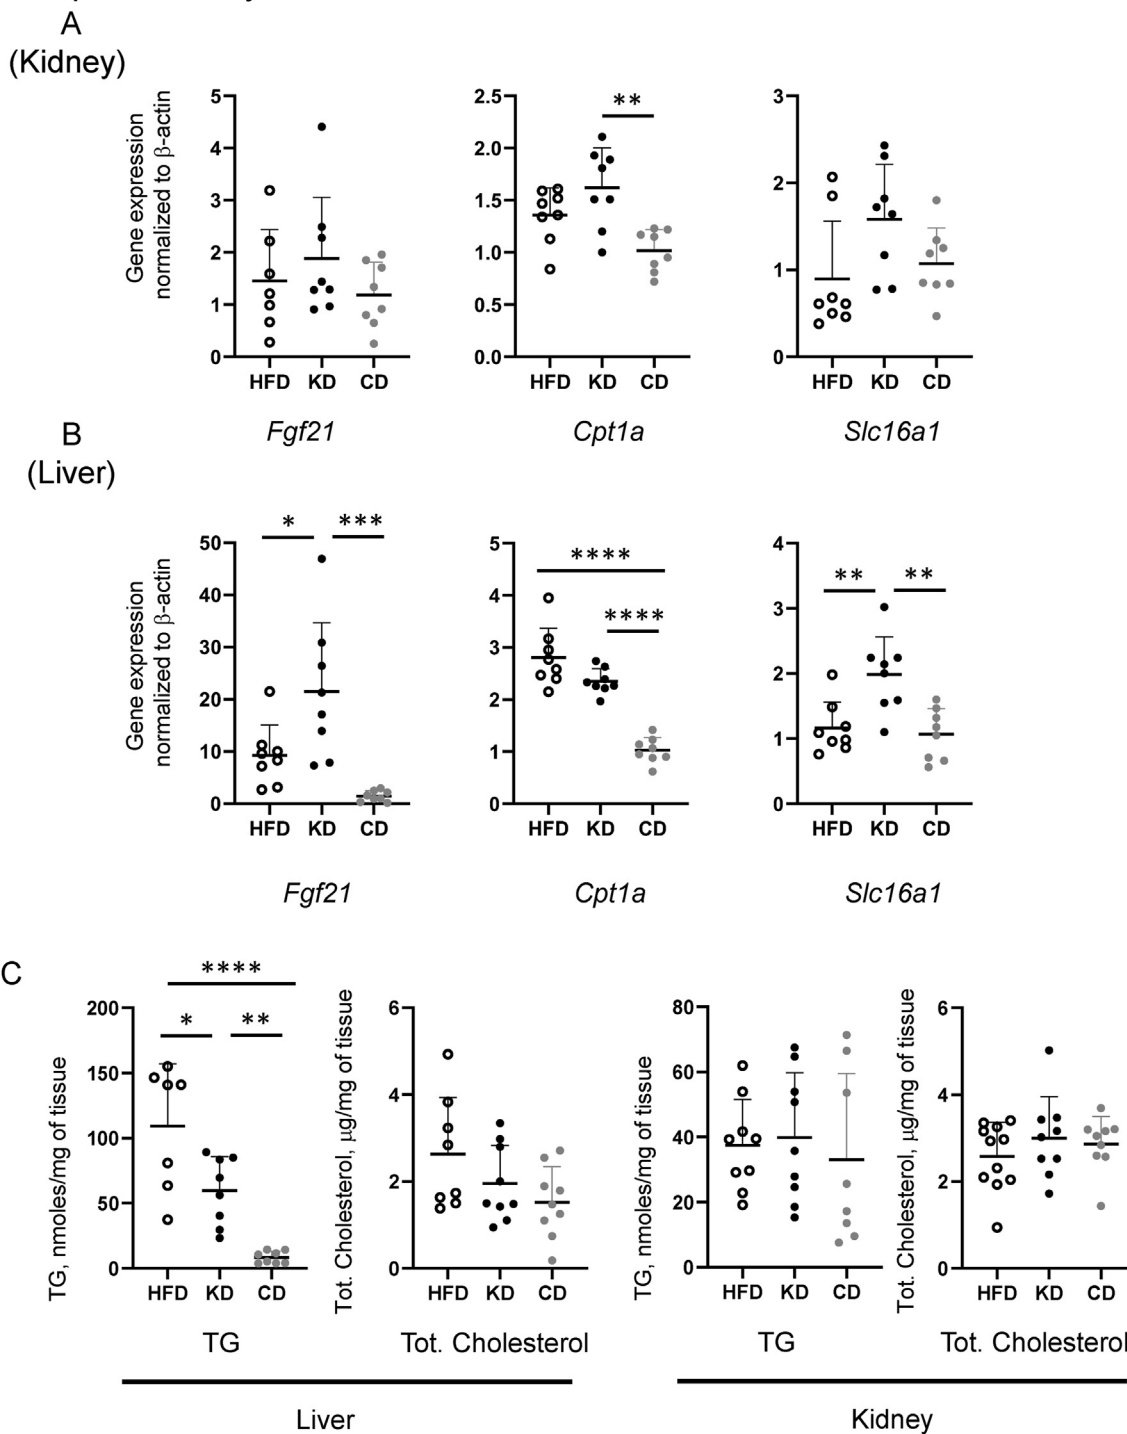 A
(Kidney)
Gene expression
normalized to β-actin
5
4
3
2
1
0
HFD KD CD
Fgf21
2.5
2.0
1.5
1.0
0.5
0.0
**
HFD KD CD
Cpt1a
3
2
1
0
HFD KD CD
Slc16a1
B
(Liver)
Gene expression
normalized to β-actin
50
40
30
20
10
0
* ***
HFD KD CD
Fgf21
5
4
3
2
1
0
****
****
HFD KD CD
Cpt1a
4
3
2
1
0
** **
HFD KD CD
Slc16a1
C
TG, nmoles/mg of tissue
200
150
100
50
0
****
* **
HFD KD CD
TG
Tot. Cholesterol, μg/mg of tissue
6
4
2
0
HFD KD CD
Tot. Cholesterol
Liver
TG, nmoles/mg of tissue
80
60
40
20
0
HFD KD CD
TG
Tot. Cholesterol, μg/mg of tissue
6
4
2
0
HFD KD CD
Tot. Cholesterol
Kidney